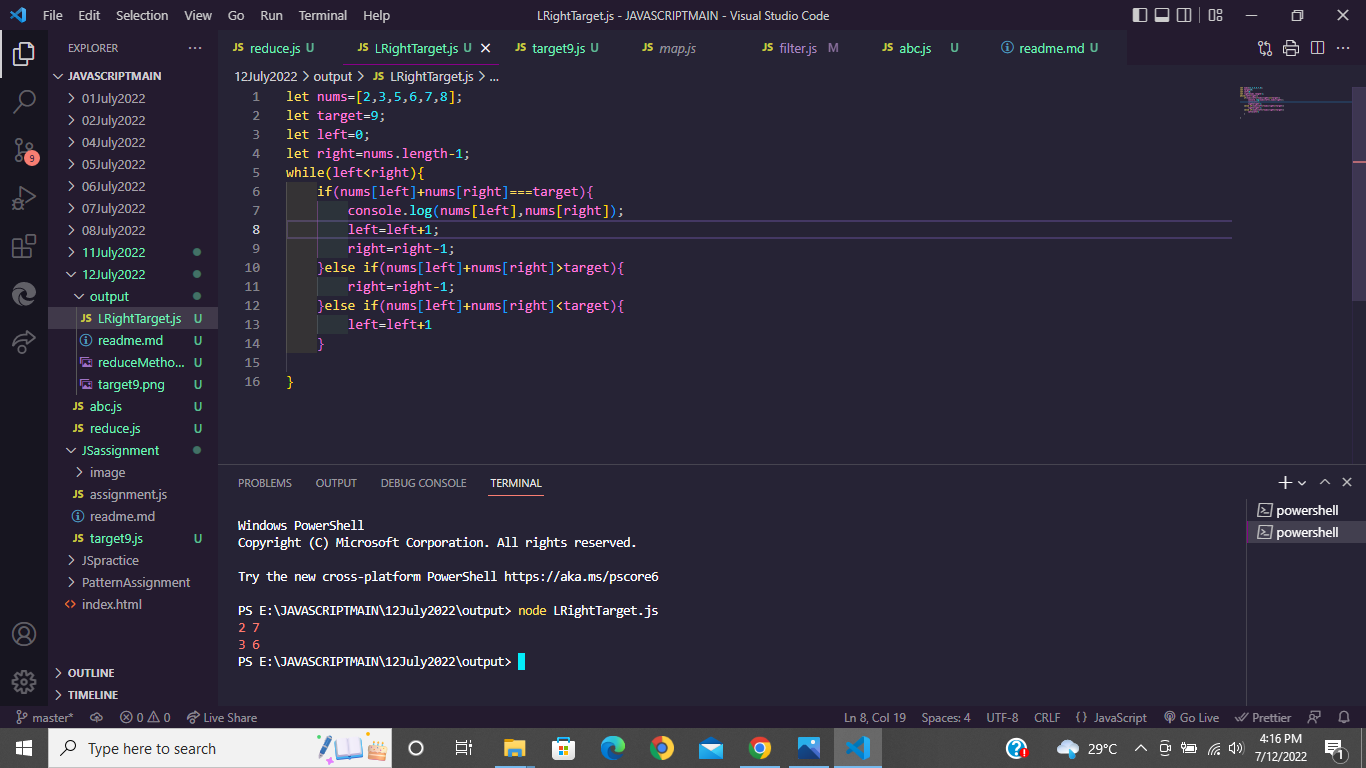 File Edit Selection View Go Run Terminal Help LRightTarget.js - JAVASCRIPTMAIN - Visual Studio Code
EXPLORER
JAVASCRIPTMAIN
01July2022
02July2022
04July2022
05July2022
06July2022
07July2022
08July2022
11July2022
12July2022
output
JS LRightTarget.js U
readme.md U
reduceMetho... U
target9.png U
JS abc.js U
JS reduce.js U
JSassignment
image
JS assignment.js
readme.md
JS target9.js U
JSpractice
PatternAssignment
index.html
OUTLINE
TIMELINE
9
JS reduce.js U JS LRightTarget.js U JS target9.js U JS map.js JS filter.js M JS abc.js U readme.md U
12July2022 > output > JS LRightTarget.js > ...
1 let nums=[2,3,5,6,7,8];
2 let target=9;
3 let left=0;
4 let right=nums.length-1;
5 while(left<right){
6 if(nums[left]+nums[right]===target){
7 console.log(nums[left],nums[right]);
8 left=left+1;
9 right=right-1;
10 }else if(nums[left]+nums[right]>target){
11 right=right-1;
12 }else if(nums[left]+nums[right]<target){
13 left=left+1
14 }
15
16 }
PROBLEMS OUTPUT DEBUG CONSOLE TERMINAL
powershell
powershell
Windows PowerShell
Copyright (C) Microsoft Corporation. All rights reserved.
Try the new cross-platform PowerShell https://aka.ms/pscore6
PS E:\JAVASCRIPTMAIN\12July2022\output> node LRightTarget.js
2 7
3 6
PS E:\JAVASCRIPTMAIN\12July2022\output>
master* 0 0 Live Share Ln 8, Col 19 Spaces: 4 UTF-8 CRLF {} JavaScript Go Live Prettier
Type here to search 29°C 4:16 PM
7/12/2022 1